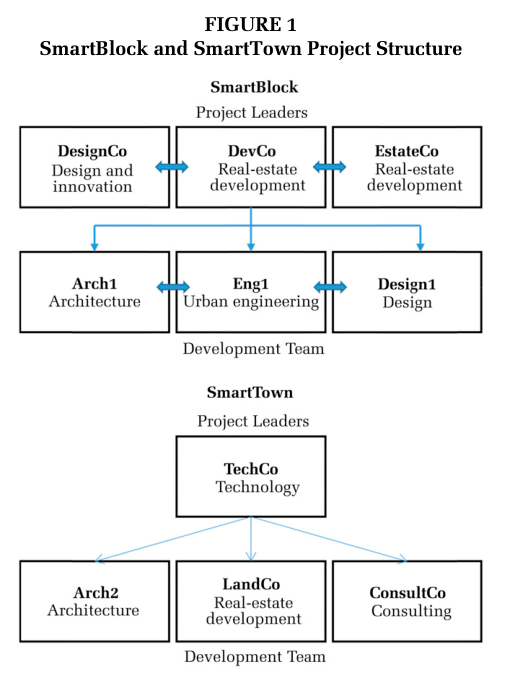 FIGURE 1
SmartBlock and SmartTown Project Structure
SmartBlock
Project Leaders
DesignCo
Design and
innovation
DevCo
Real-estate
development
EstateCo
Real-estate
development
Arch1
Architecture
Eng1
Urban engineering
Design1
Design
Development Team
SmartTown
Project Leaders
TechCo
Technology
Arch2
Architecture
LandCo
Real-estate
development
ConsultCo
Consulting
Development Team